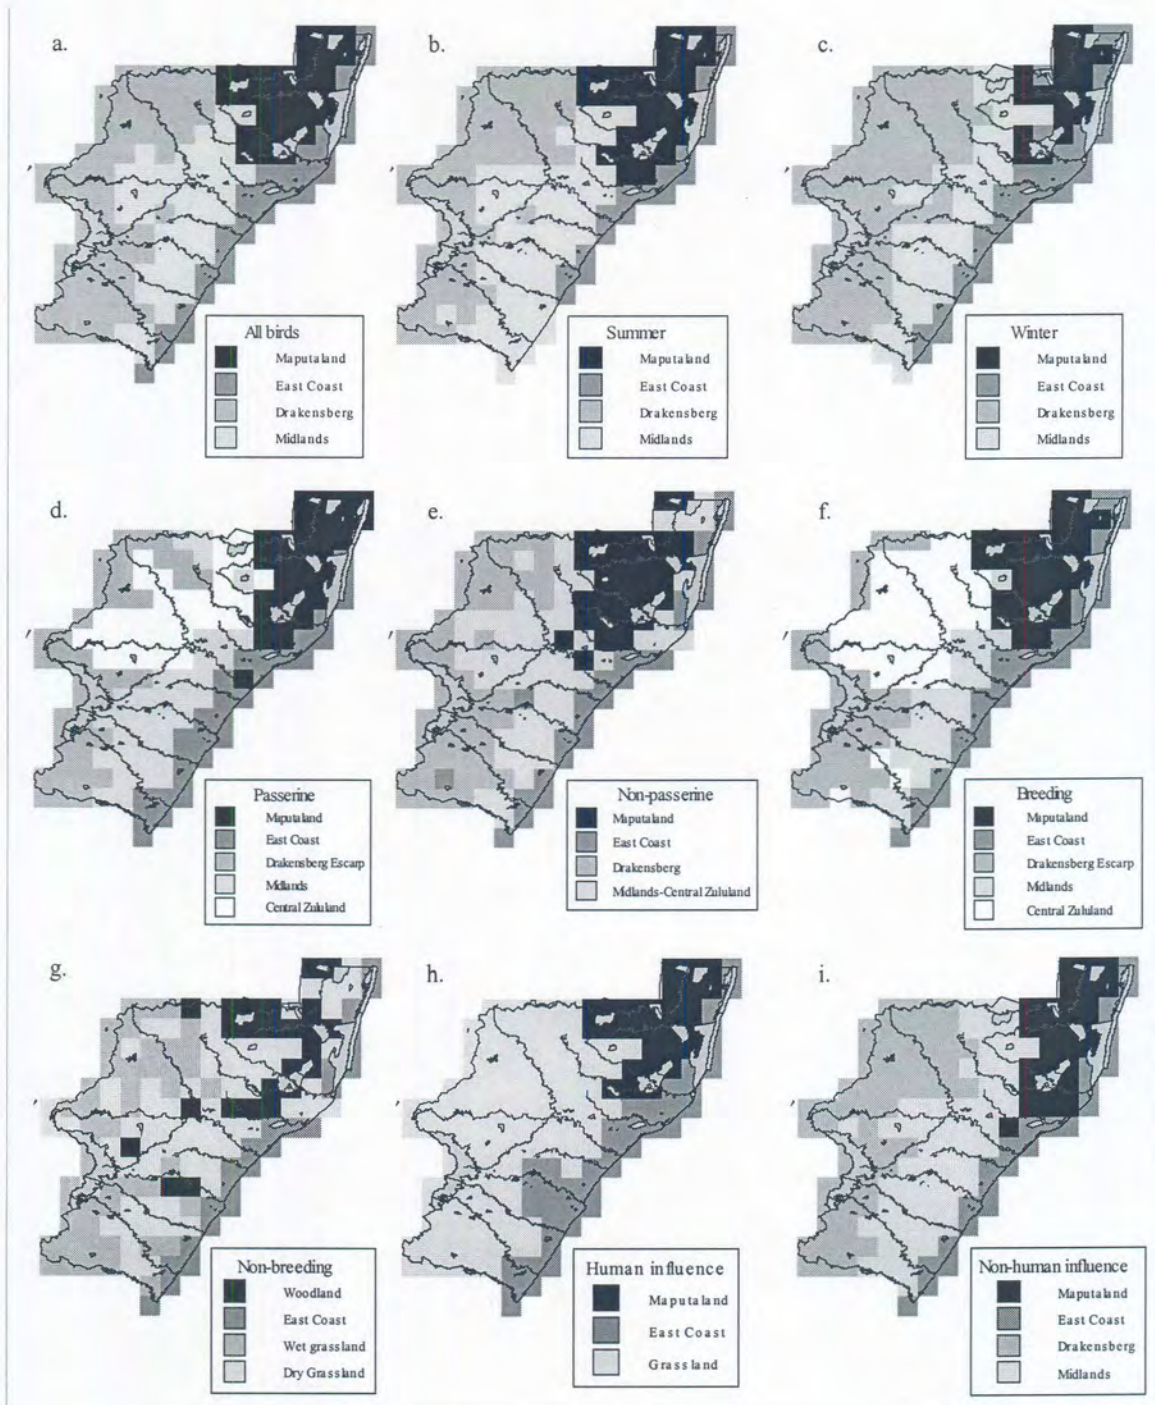 a.
b.
c.
All birds
Maputaland
East Coast
Drakensberg
Midlands
Summer
Maputaland
East Coast
Drakensberg
Midlands
Winter
Maputaland
East Coast
Drakensberg
Midlands
d.
e.
f.
Passerine
Maputaland
East Coast
Drakensberg Escarp
Midlands
Central Zululand
Non-passerine
Maputaland
East Coast
Drakensberg
Midlands-Central Zululand
Breeding
Maputaland
East Coast
Drakensberg Escarp
Midlands
Central Zululand
g.
h.
i.
Non-breeding
Woodland
East Coast
Wet grassland
Dry Grassland
Human influence
Maputaland
East Coast
Grassland
Non-human influence
Maputaland
East Coast
Drakensberg
Midlands